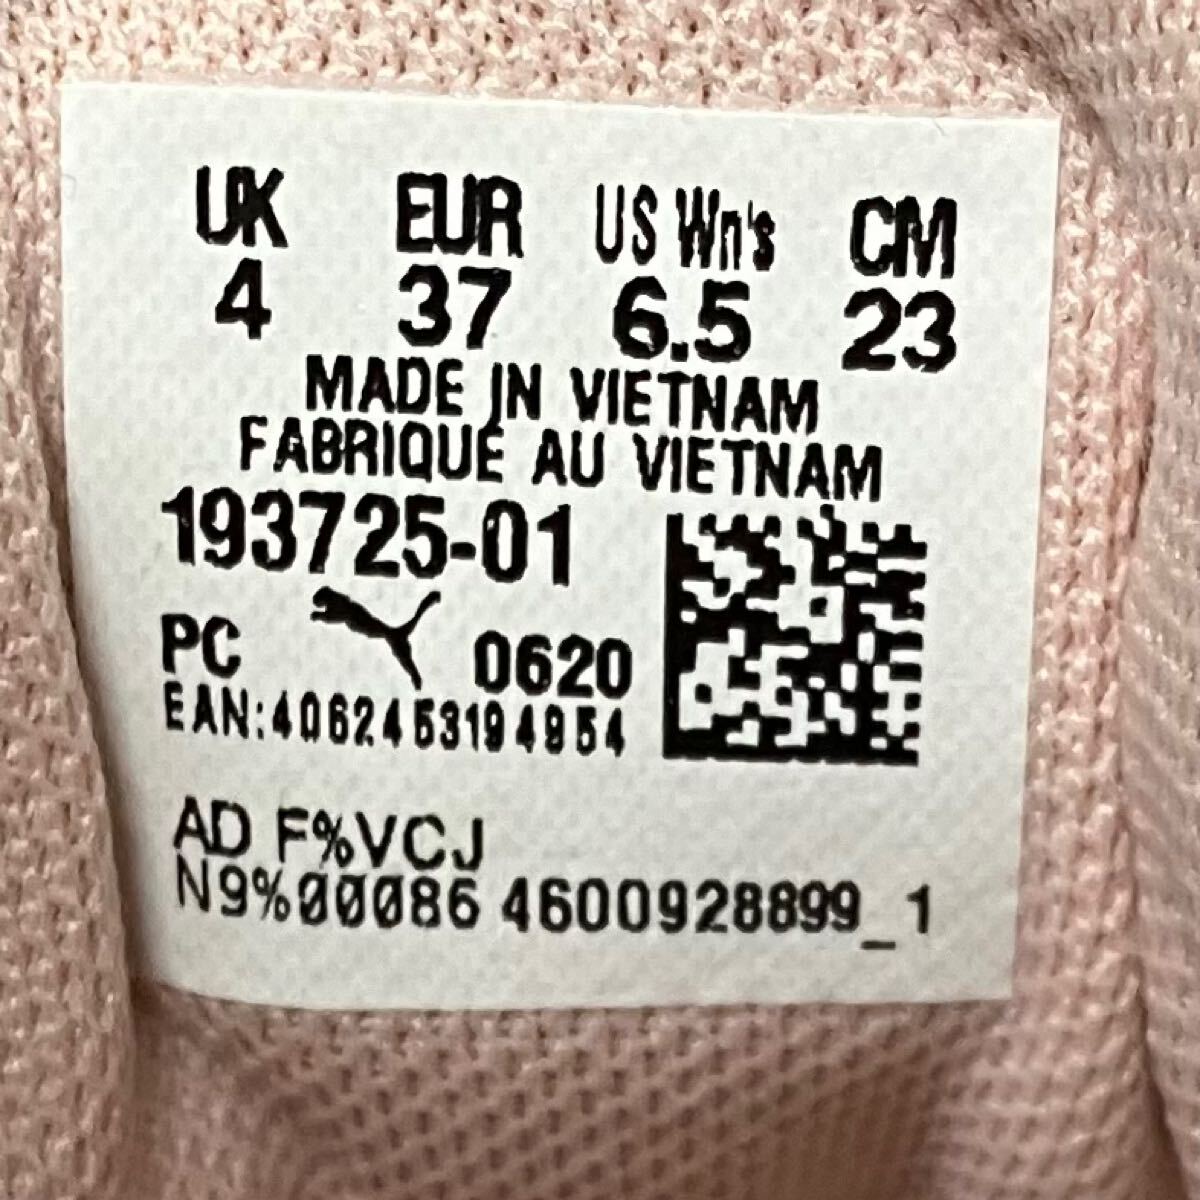 UK EUR US Wn's CM
4 37 6.5 23
MADE IN VIETNAM
FABRIQUÉ AU VIETNAM
193725-01
PC 0620
EAN:4062453194954
AD F%VCJ
N9%00086 4600928899_1